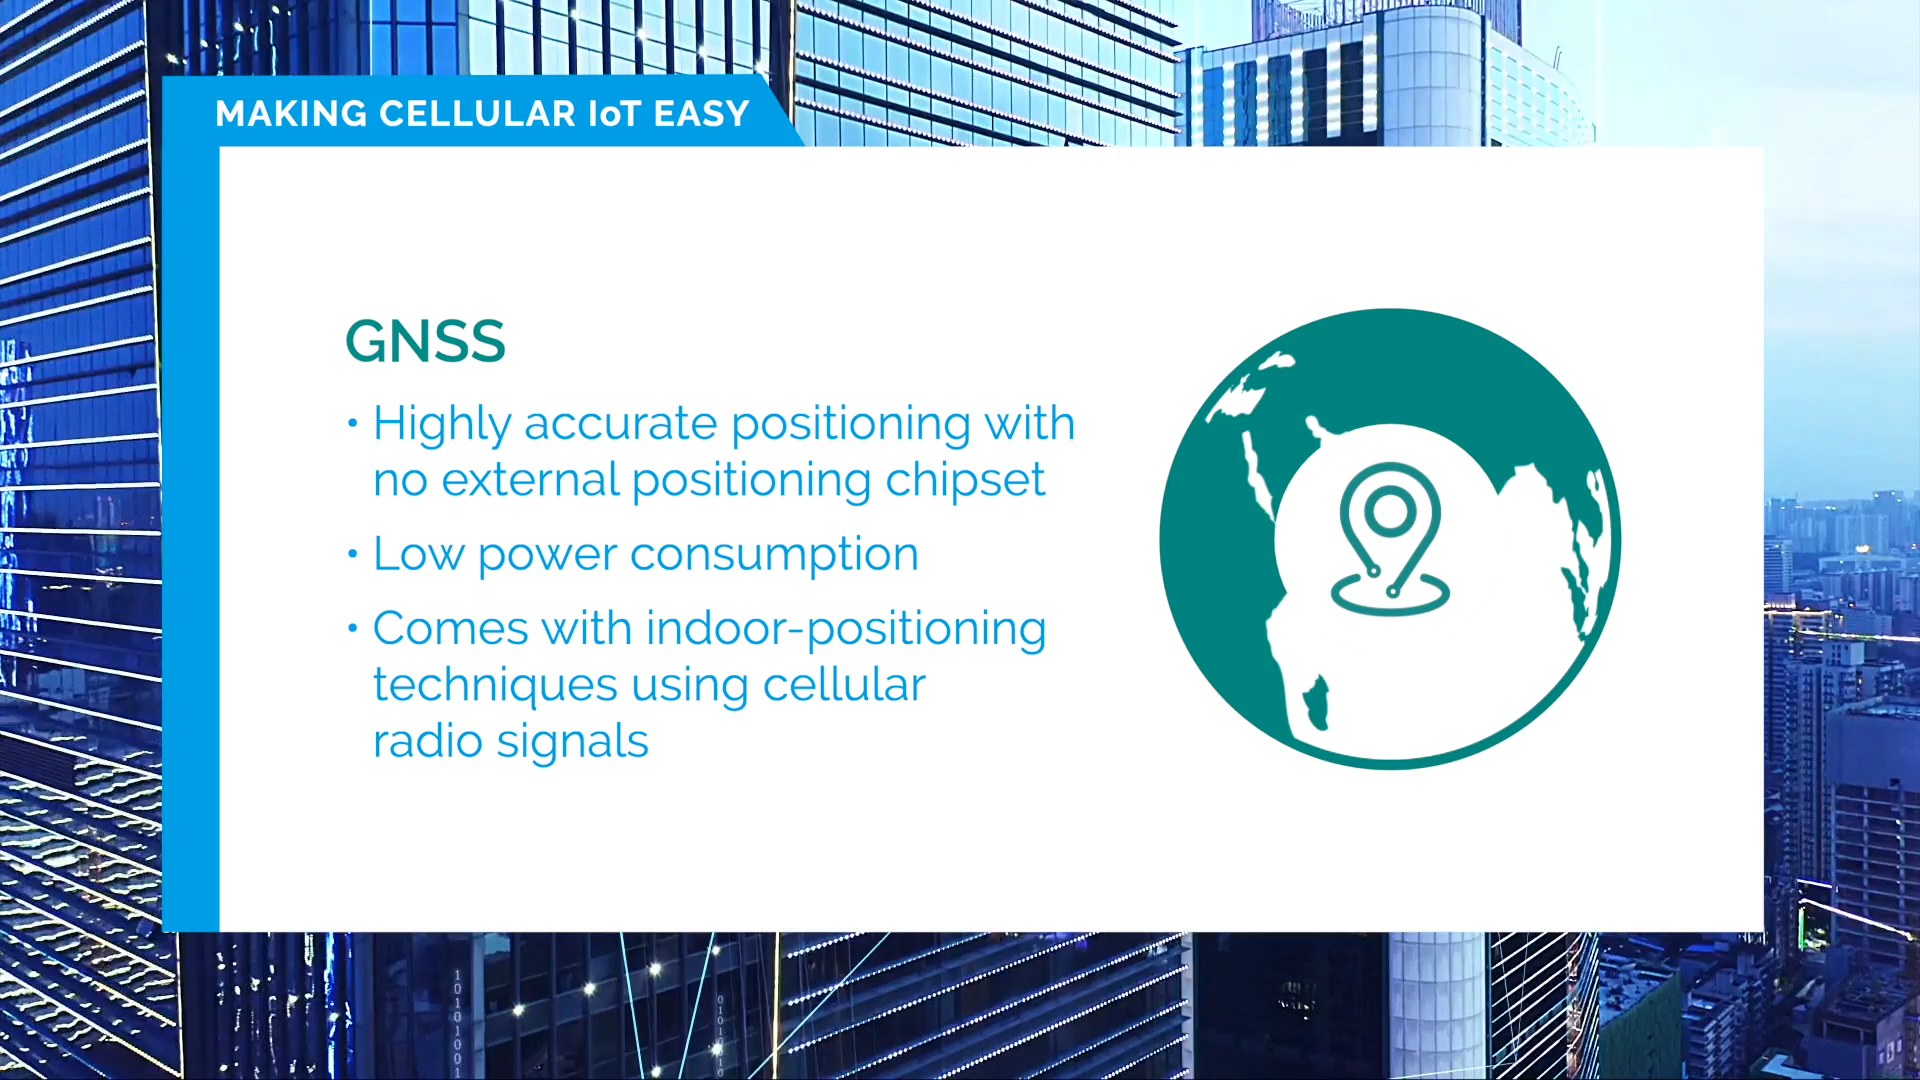 MAKING CELLULAR IoT EASY
GNSS
• Highly accurate positioning with
no external positioning chipset
• Low power consumption
• Comes with indoor-positioning
techniques using cellular
radio signals